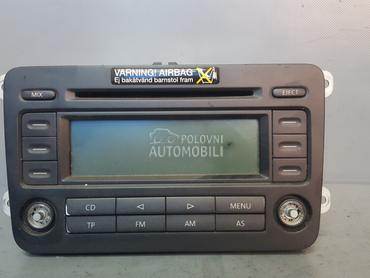 VARNING! AIRBAG
Ej bakåtvänd barnstol fram
MIX
EJECT
POLOVNI
AUTOMOBILI
CD
MENU
TP
FM
AM
AS